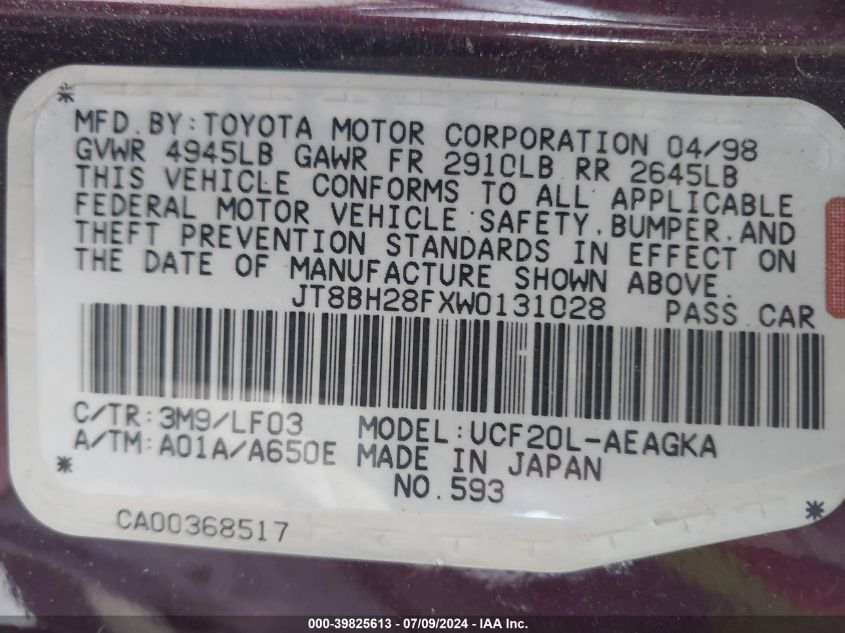 MFD. BY: TOYOTA MOTOR CORPORATION 04/98
GVWR 4945LB GAWR FR 2910LB RR 2645LB
THIS VEHICLE CONFORMS TO ALL APPLICABLE
FEDERAL MOTOR VEHICLE SAFETY, BUMPER, AND
THEFT PREVENTION STANDARDS IN EFFECT ON
THE DATE OF MANUFACTURE SHOWN ABOVE.
JT8BH28FXW0131028 PASS. CAR
C/TR: 3M9/LF03 MODEL: UCF20L-AEAGKA
A/TM: A01A/A650E MADE IN JAPAN
NO. 593
CA00368517
000-39825613 - 07/09/2024 - IAA Inc.